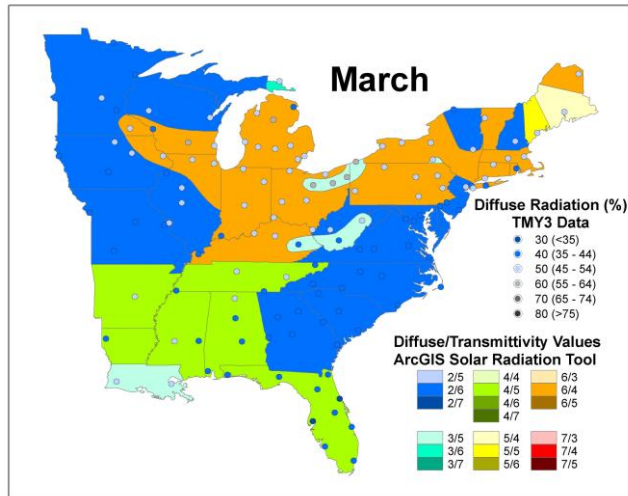 March
Diffuse Radiation (%)
TMY3 Data
30 (<35)
40 (35 - 44)
50 (45 - 54)
60 (55 - 64)
70 (65 - 74)
80 (>75)
Diffuse/Transmittivity Values
ArcGIS Solar Radiation Tool
2/5 4/4 6/3
2/6 4/5 6/4
2/7 4/6 6/5
4/7
3/5 5/4 7/3
3/6 5/5 7/4
3/7 5/6 7/5